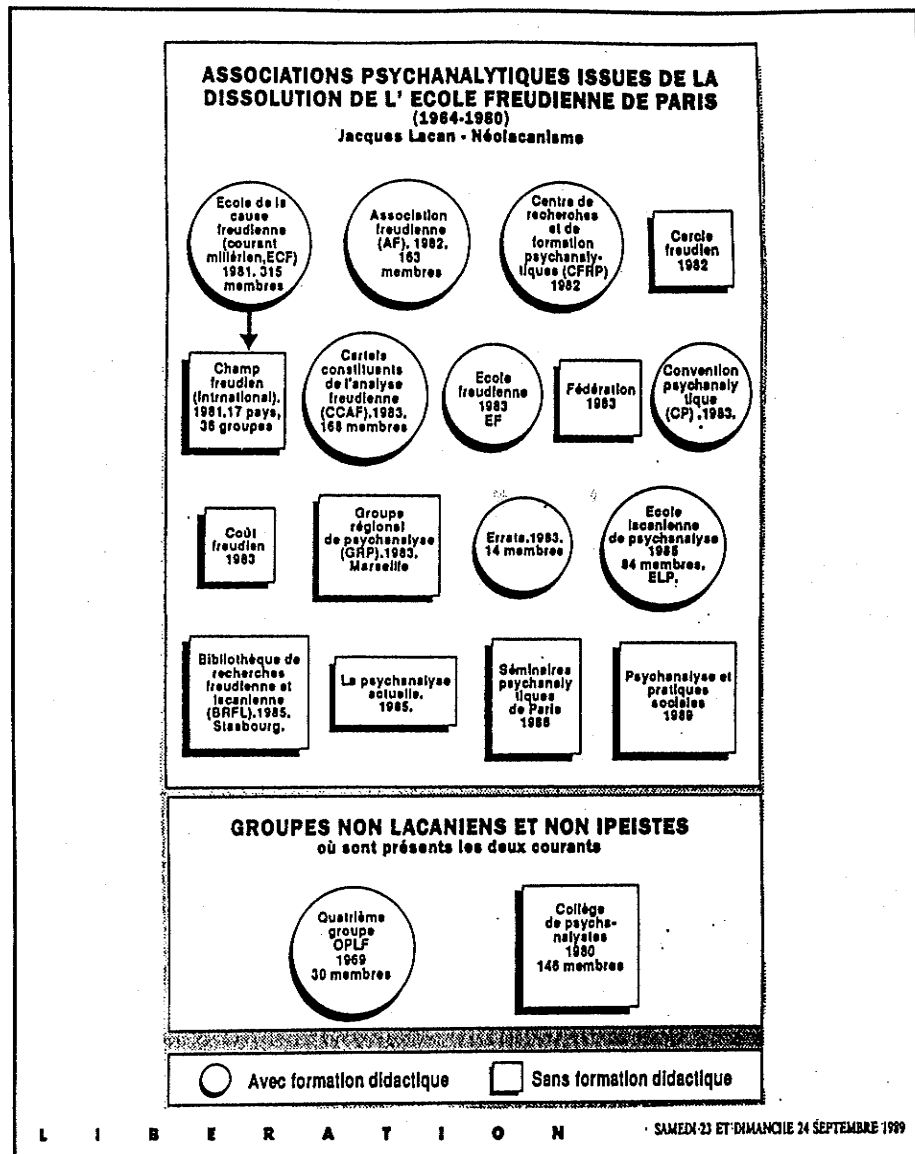 ASSOCIATIONS PSYCHANALYTIQUES ISSUES DE LA
DISSOLUTION DE L' ECOLE FREUDIENNE DE PARIS
(1964-1980)
Jacques Lacan - Néolacanisme
Ecole de la
cause
freudienne
(courant
millérien,ECF)
1981. 315
membres
Association
freudienne
(AF). 1982.
163
membres
Centre de
recherches
et de
formation
psychanaly-
tiques (CFRP)
1982
Cercle
freudien
1982
Champ
freudien
(Intrnational).
1981.17 pays,
36 groupes
Cartels
constituants
de l'analyse
freudienne
(CCAF).1983.
168 membres
Ecole
freudienne
1983
EF
Fédération
1983
Convention
psychanaly
tique
(CP) .1983.
Coût
freudien
1983
Groupe
régional
de psychanalyse
(GRP).1983.
Marseille
Errata.1983.
14 membres
Ecole
lacanienne
de psychanalyse
1985
84 membres.
ELP.
Bibliothèque de
recherches
freudienne et
lacanienne
(BRFL).1985.
Stasbourg.
La psychanalyse
actuelle.
1985.
Séminaires
psychanaly
tiques
de Paris
1986
Psychanalyse et
pratiques
sociales
1989
GROUPES NON LACANIENS ET NON IPEISTES
où sont présents les deux courants
Quatrième
groupe
OPLF
1969
30 membres
Collège
de psycha-
nalystes
1980
146 membres
Avec formation didactique
Sans formation didactique
LIBERATION
SAMEDI 23 ET DIMANCHE 24 SEPTEMBRE 1989